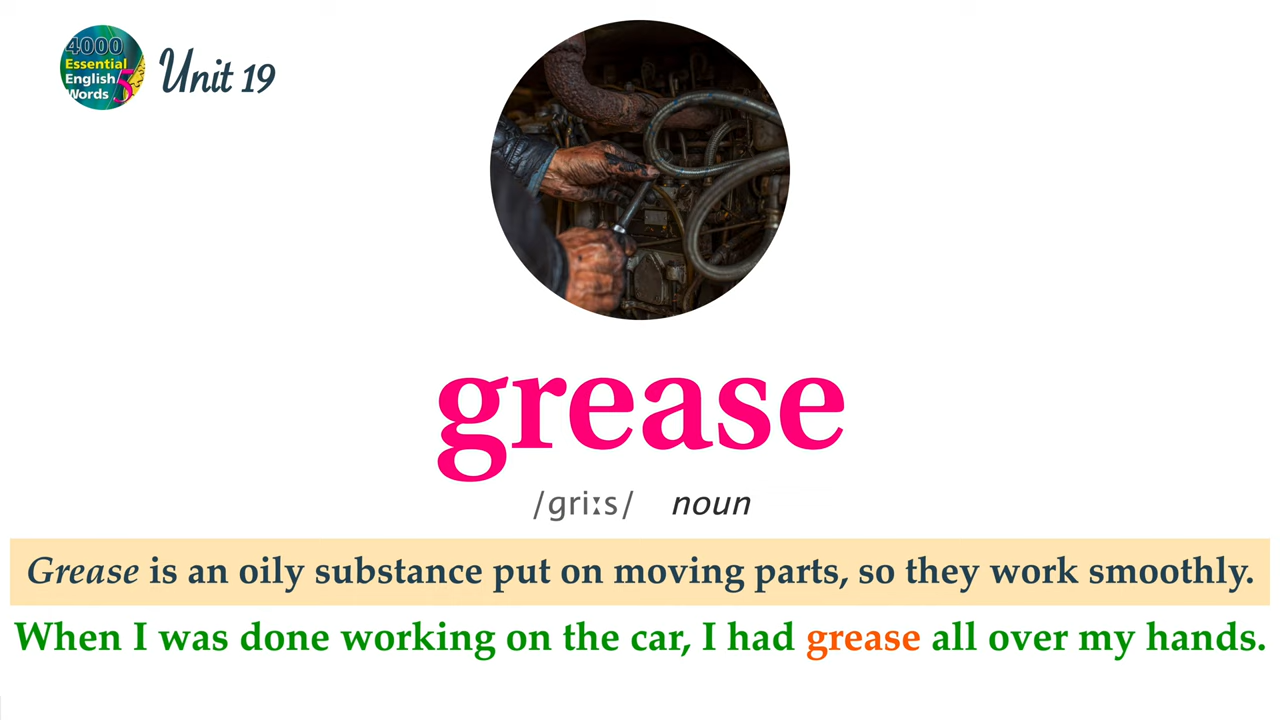 4000
Essential
English
Words
5
Unit 19
grease
/griːs/ noun
Grease is an oily substance put on moving parts, so they work smoothly.
When I was done working on the car, I had grease all over my hands.